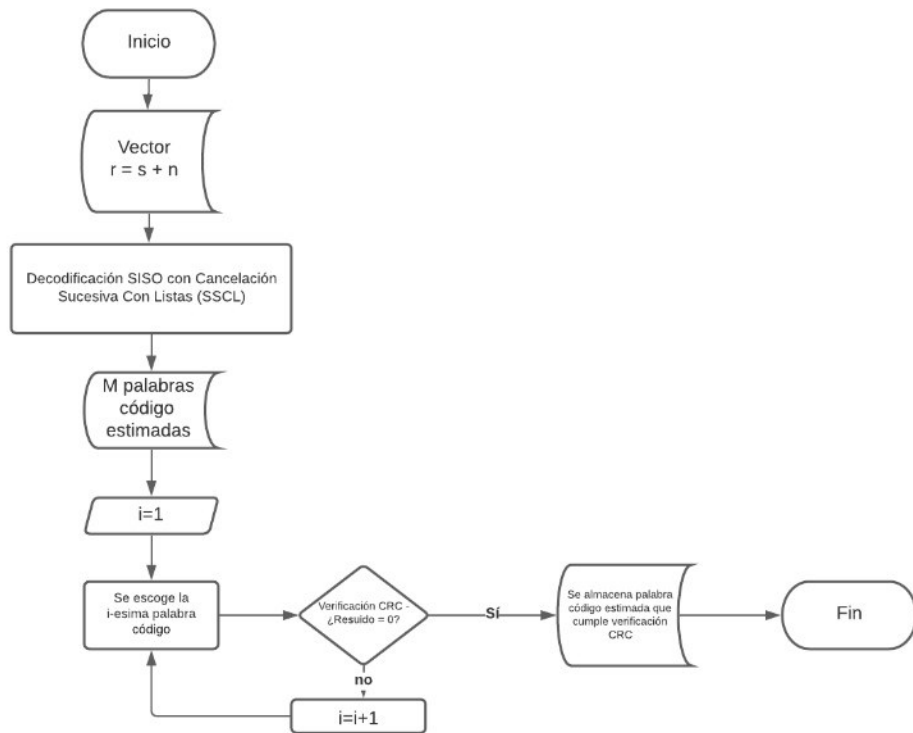 Inicio
Vector
r = s + n
Decodificación SISO con Cancelación
Sucesiva Con Listas (SSCL)
M palabras
código
estimadas
i=1
Se escoge la
i-esima palabra
código
Verificación CRC -
¿Resuído = 0?
Sí
no
i=i+1
Se almacena palabra
código estimada que
cumple verificación
CRC
Fin